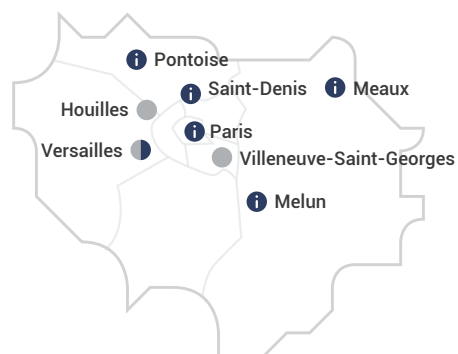 Pontoise
Saint-Denis
Meaux
Houilles
Paris
Versailles
Villeneuve-Saint-Georges
Melun